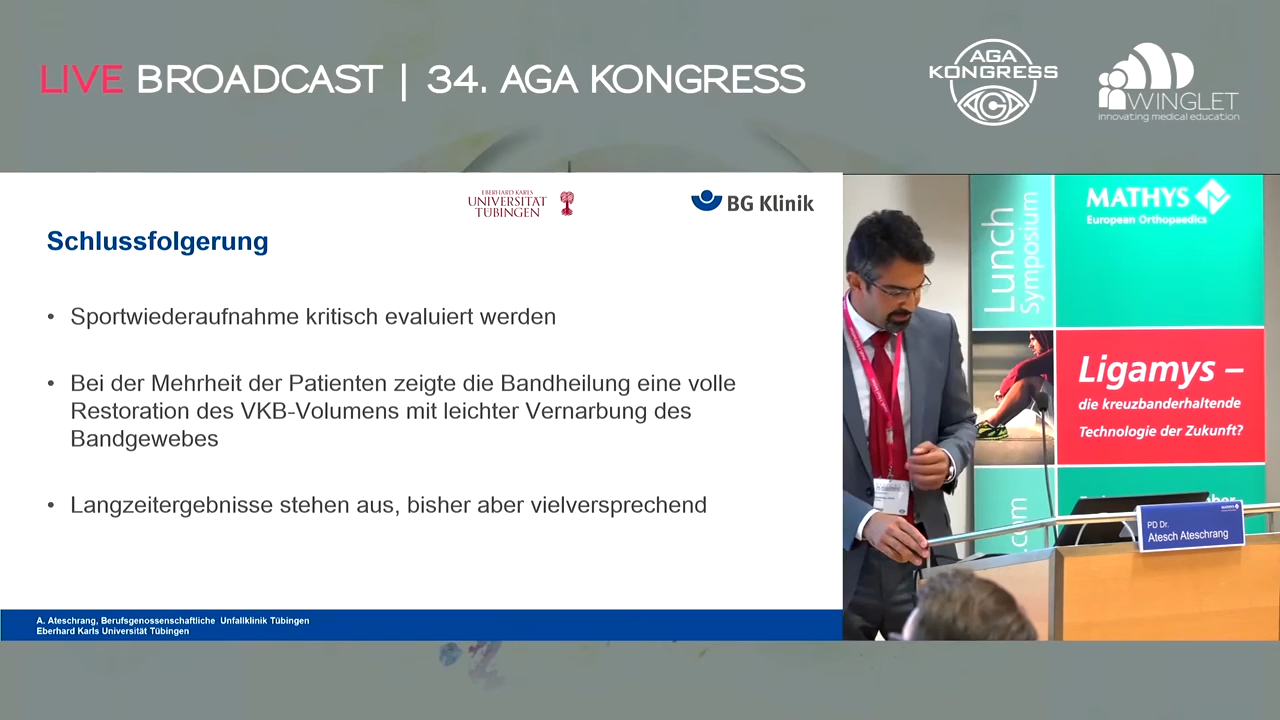 LIVE BROADCAST | 34. AGA KONGRESS
AGA
KONGRESS
AGA
WINGLET
innovating medical education
EBERHARD KARLS
UNIVERSITÄT
TÜBINGEN
BG Klinik
Schlussfolgerung
• Sportwiederaufnahme kritisch evaluiert werden
• Bei der Mehrheit der Patienten zeigte die Bandheilung eine volle
Restoration des VKB-Volumens mit leichter Vernarbung des
Bandgewebes
• Langzeitergebnisse stehen aus, bisher aber vielversprechend
A. Ateschrang, Berufsgenossenschaftliche Unfallklinik Tübingen
Eberhard Karls Universität Tübingen
Lunch
Symposium
MATHYS
European Orthopaedics
Ligamys –
die kreuzbanderhaltende
Technologie der Zukunft?
.com
PD Dr.
Atesch Ateschrang